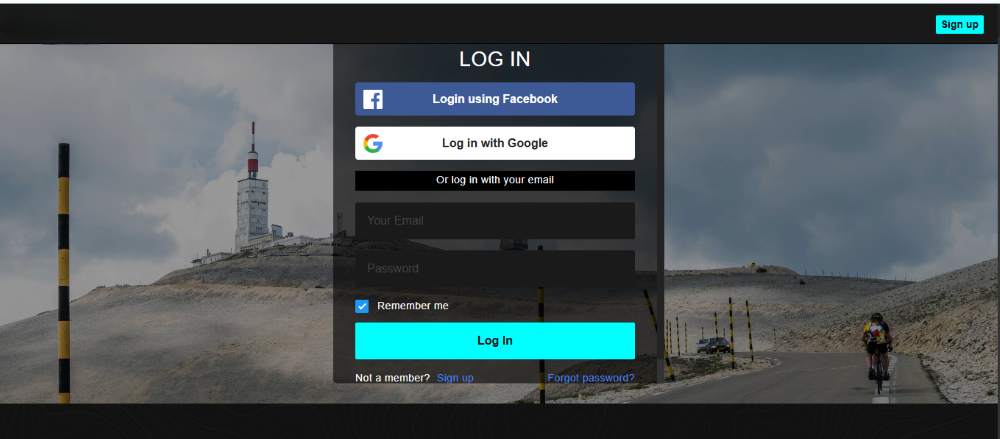 Sign up
LOG IN
Login using Facebook
Log in with Google
Or log in with your email
Your Email
Password
Remember me
Log In
Not a member? Sign up
Forgot password?